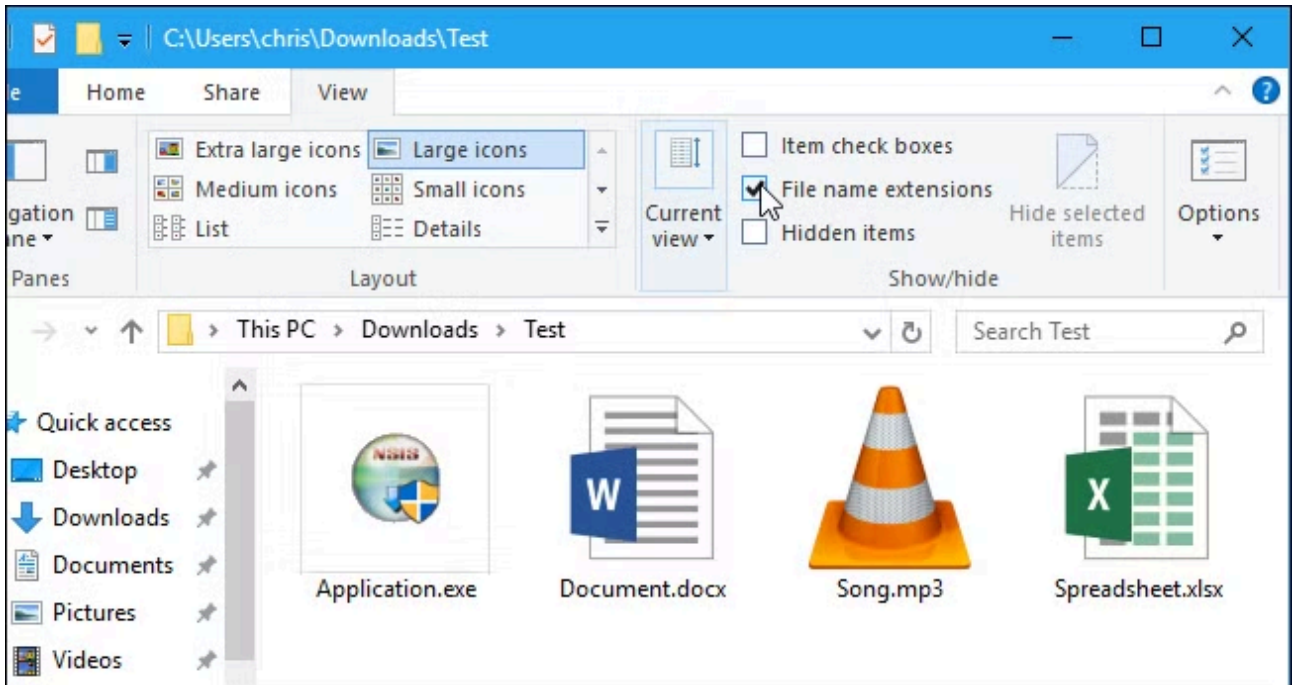 C:\Users\chris\Downloads\Test
e Home Share View
Extra large icons Large icons
Medium icons Small icons
List Details
gation
ne
Panes
Layout
Current
view
Item check boxes
File name extensions
Hidden items
Hide selected
items
Show/hide
Options
This PC > Downloads > Test
Search Test
Quick access
Desktop
Downloads
Documents
Pictures
Videos
NSIS
W
X
Application.exe Document.docx Song.mp3 Spreadsheet.xlsx